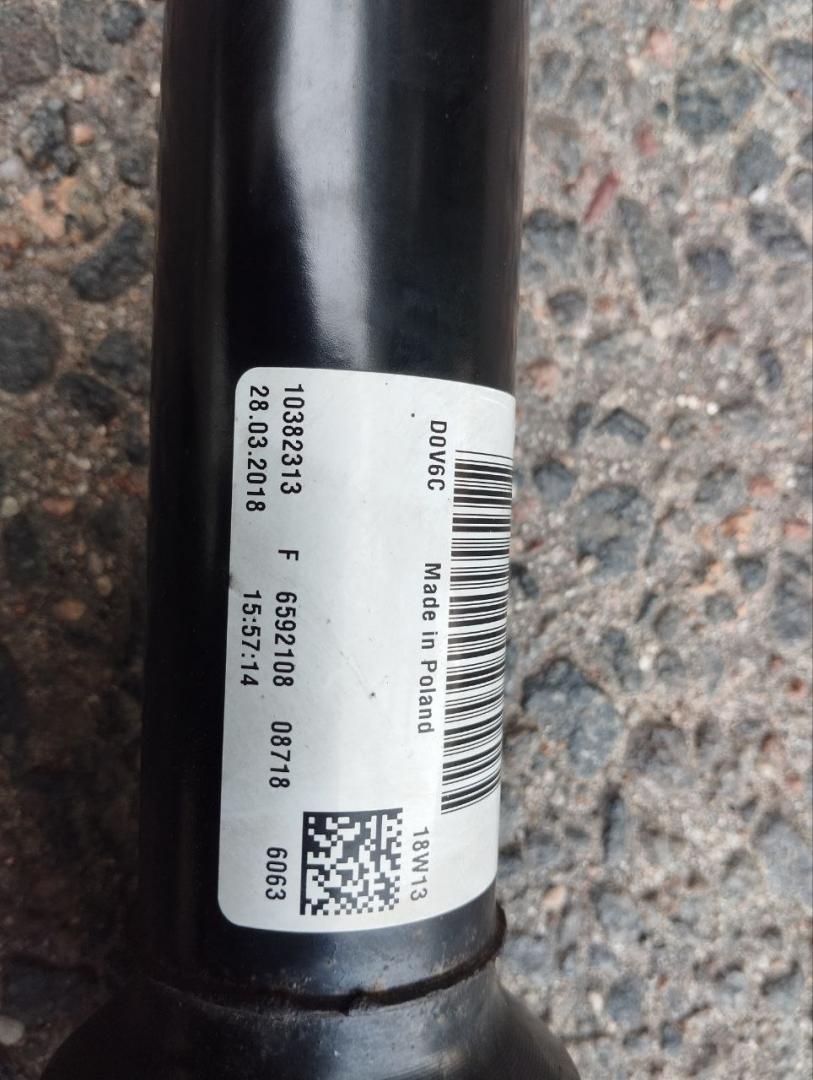 D0V6C Made in Poland 18W13
10382313 F 6592108 08718 6063
28.03.2018 15:57:14